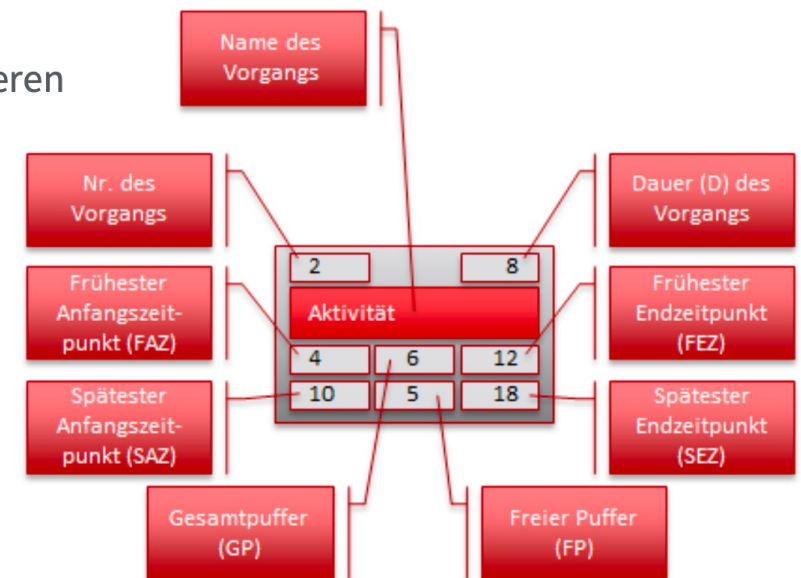 eren
Name des
Vorgangs
Nr. des
Vorgangs
Dauer (D) des
Vorgangs
2
8
Aktivität
Frühester
Anfangszeit-
punkt (FAZ)
Frühester
Endzeitpunkt
(FEZ)
4 6 12
10 5 18
Spätester
Anfangszeit-
punkt (SAZ)
Spätester
Endzeitpunkt
(SEZ)
Gesamtpuffer
(GP)
Freier Puffer
(FP)